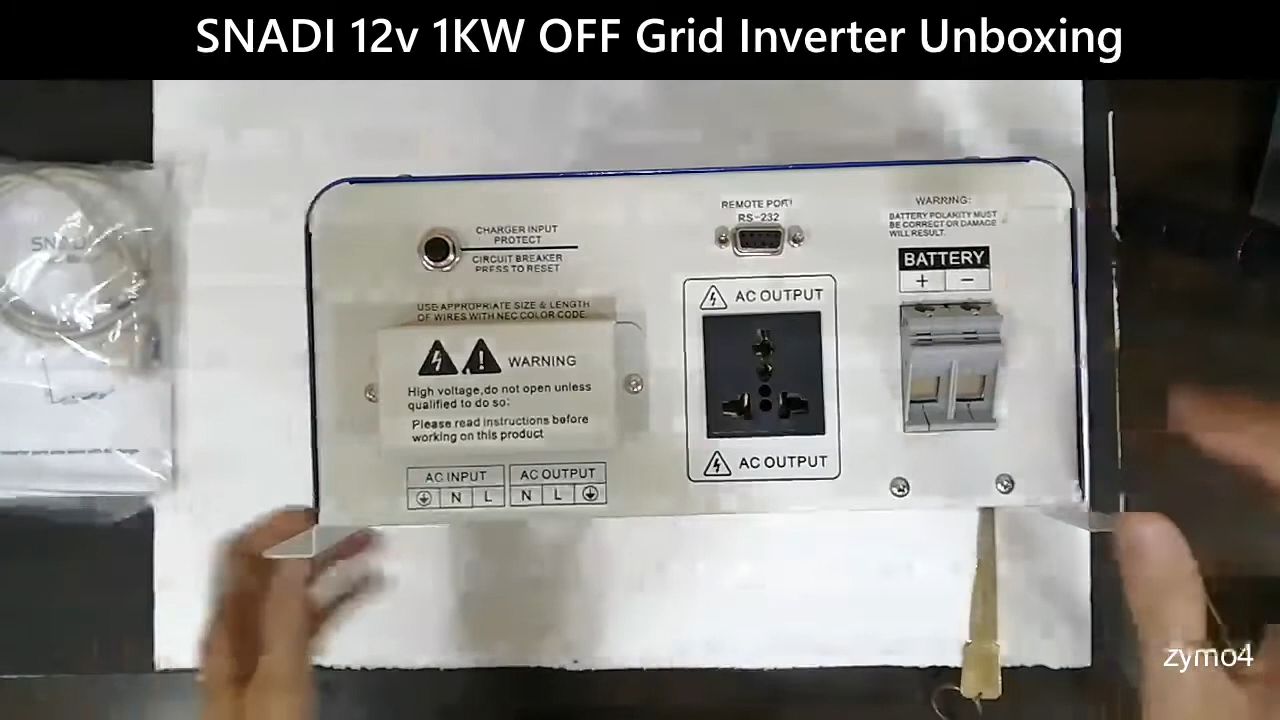 SNADI 12v 1KW OFF Grid Inverter Unboxing
CHARGER INPUT
PROTECT
CIRCUIT BREAKER
PRESS TO RESET
USE APPROPRIATE SIZE & LENGTH
OF WIRES WITH NEC COLOR CODE
WARNING
High voltage,do not open unless
qualified to do so:
Please read instructions before
working on this product
AC INPUT
N L
AC OUTPUT
N L
REMOTE PORT
RS-232
AC OUTPUT
AC OUTPUT
WARRNING:
BATTERY POLARITY MUST
BE CORRECT OR DAMAGE
WILL RESULT.
BATTERY
+ −
SNADI
zymo4